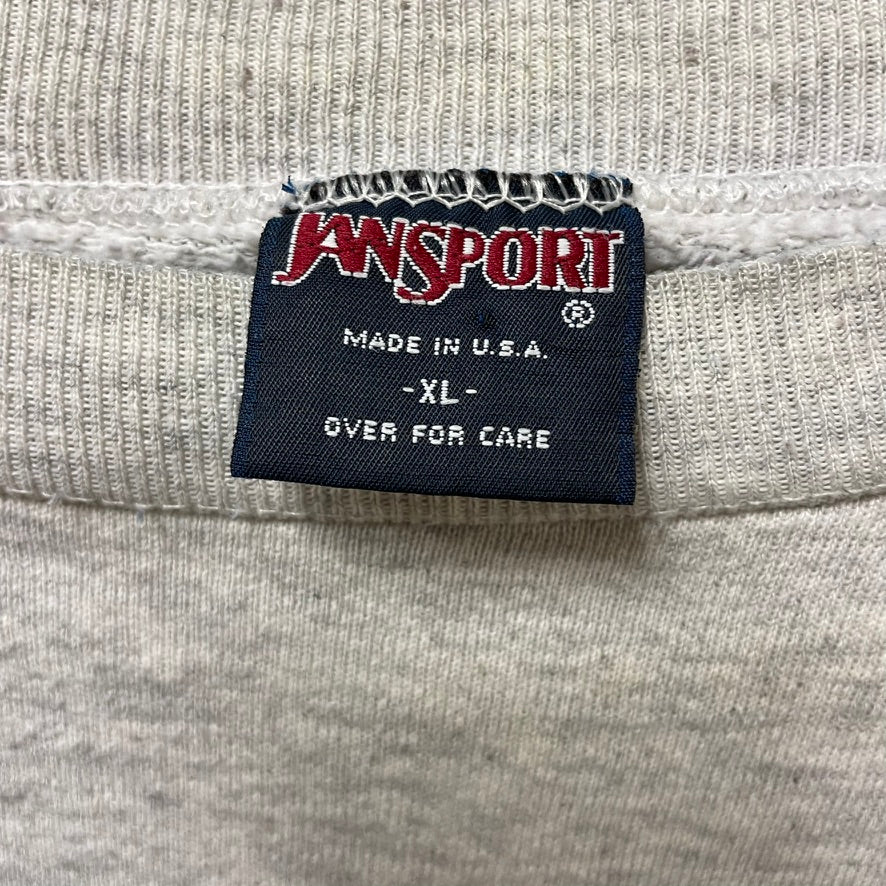 JANSPORT
®
MADE IN U.S.A.
-XL-
OVER FOR CARE